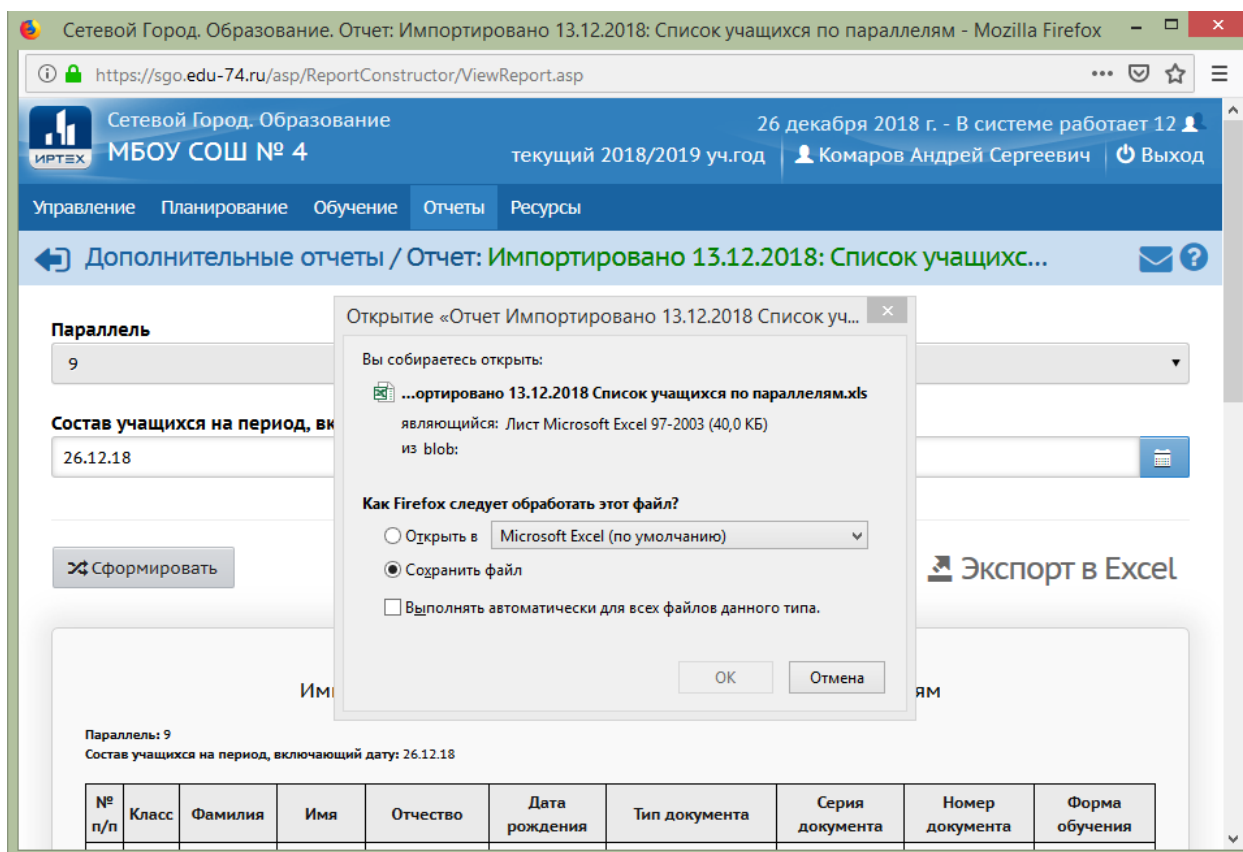 Сетевой Город. Образование. Отчет: Импортировано 13.12.2018: Список учащихся по параллелям - Mozilla Firefox
https://sgo.edu-74.ru/asp/ReportConstructor/ViewReport.asp
Сетевой Город. Образование
26 декабря 2018 г. - В системе работает 12
ИРТЕХ
МБОУ СОШ № 4
текущий 2018/2019 уч.год
Комаров Андрей Сергеевич
Выход
Управление Планирование Обучение Отчеты Ресурсы
Дополнительные отчеты / Отчет: Импортировано 13.12.2018: Список учащихс...
Параллель
9
Состав учащихся на период, вк
26.12.18
Сформировать
Экспорт в Excel
Открытие «Отчет Импортировано 13.12.2018 Список уч...
Вы собираетесь открыть:
...ортировано 13.12.2018 Список учащихся по параллелям.xls
являющийся: Лист Microsoft Excel 97-2003 (40,0 КБ)
из blob:
Как Firefox следует обработать этот файл?
Открыть в Microsoft Excel (по умолчанию)
Сохранить файл
Выполнять автоматически для всех файлов данного типа.
OK Отмена
Им
ям
Параллель: 9
Состав учащихся на период, включающий дату: 26.12.18
№ п/п Класс Фамилия Имя Отчество Дата рождения Тип документа Серия документа Номер документа Форма обучения